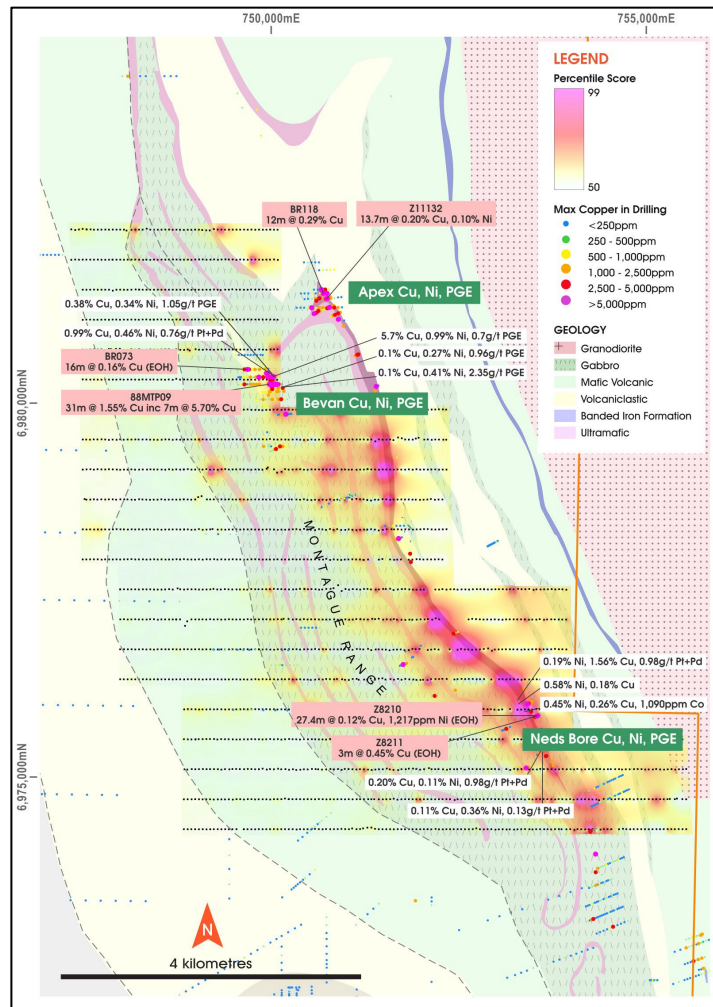 750,000mE
755,000mE
LEGEND
Percentile Score
99
50
Max Copper in Drilling
<250ppm
250 - 500ppm
500 - 1,000ppm
1,000 - 2,500ppm
2,500 - 5,000ppm
>5,000ppm
GEOLOGY
Granodiorite
Gabbro
Mafic Volcanic
Volcaniclastic
Banded Iron Formation
Ultramafic
BR118
12m @ 0.29% Cu
Z11132
13.7m @ 0.20% Cu, 0.10% Ni
Apex Cu, Ni, PGE
0.38% Cu, 0.34% Ni, 1.05g/t PGE
0.99% Cu, 0.46% Ni, 0.76g/t Pt+Pd
5.7% Cu, 0.99% Ni, 0.7g/t PGE
0.1% Cu, 0.27% Ni, 0.96g/t PGE
0.1% Cu, 0.41% Ni, 2.35g/t PGE
BR073
16m @ 0.16% Cu (EOH)
88MTP09
31m @ 1.55% Cu inc 7m @ 5.70% Cu
Bevan Cu, Ni, PGE
6,980,000mN
MONTAGUE RANGE
0.19% Ni, 1.56% Cu, 0.98g/t Pt+Pd
0.58% Ni, 0.18% Cu
0.45% Ni, 0.26% Cu, 1,090ppm Co
Z8210
27.4m @ 0.12% Cu, 1,217ppm Ni (EOH)
Z8211
3m @ 0.45% Cu (EOH)
Neds Bore Cu, Ni, PGE
0.20% Cu, 0.11% Ni, 0.98g/t Pt+Pd
0.11% Cu, 0.36% Ni, 0.13g/t Pt+Pd
6,975,000mN
N
4 kilometres